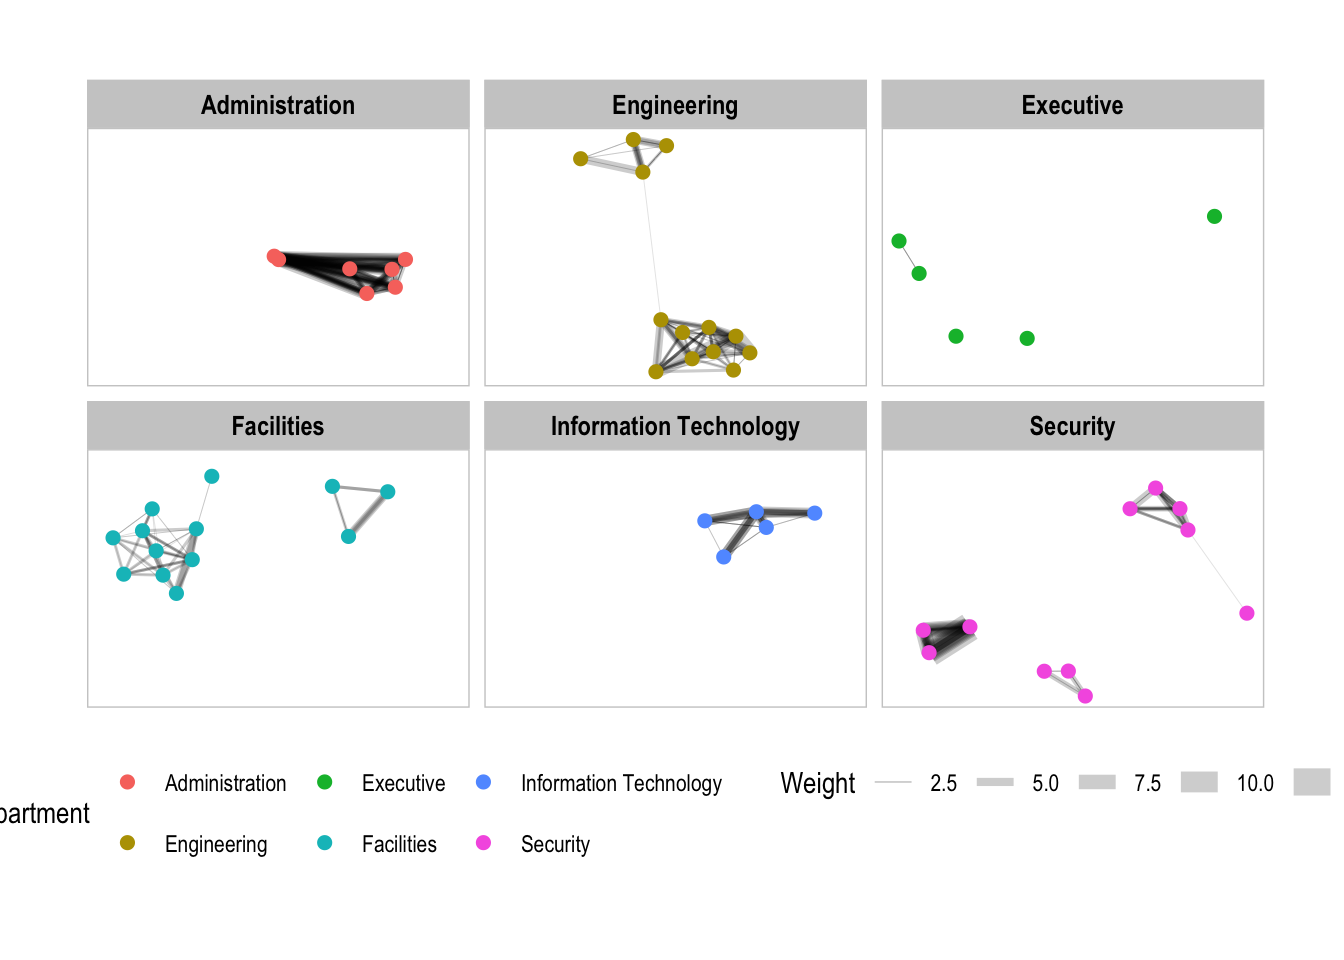 Administration
Engineering
Executive
Facilities
Information Technology
Security
partment
Administration
Executive
Information Technology
Engineering
Facilities
Security
Weight
2.5
5.0
7.5
10.0